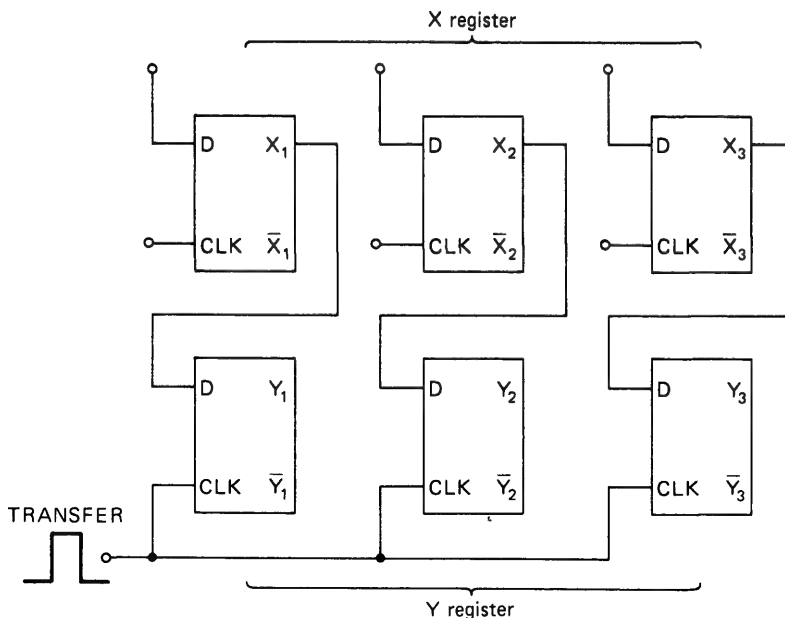 X register
D X₁
CLK X̄₁
D X₂
CLK X̄₂
D X₃
CLK X̄₃
D Y₁
CLK Ȳ₁
D Y₂
CLK Ȳ₂
D Y₃
CLK Ȳ₃
TRANSFER
Y register